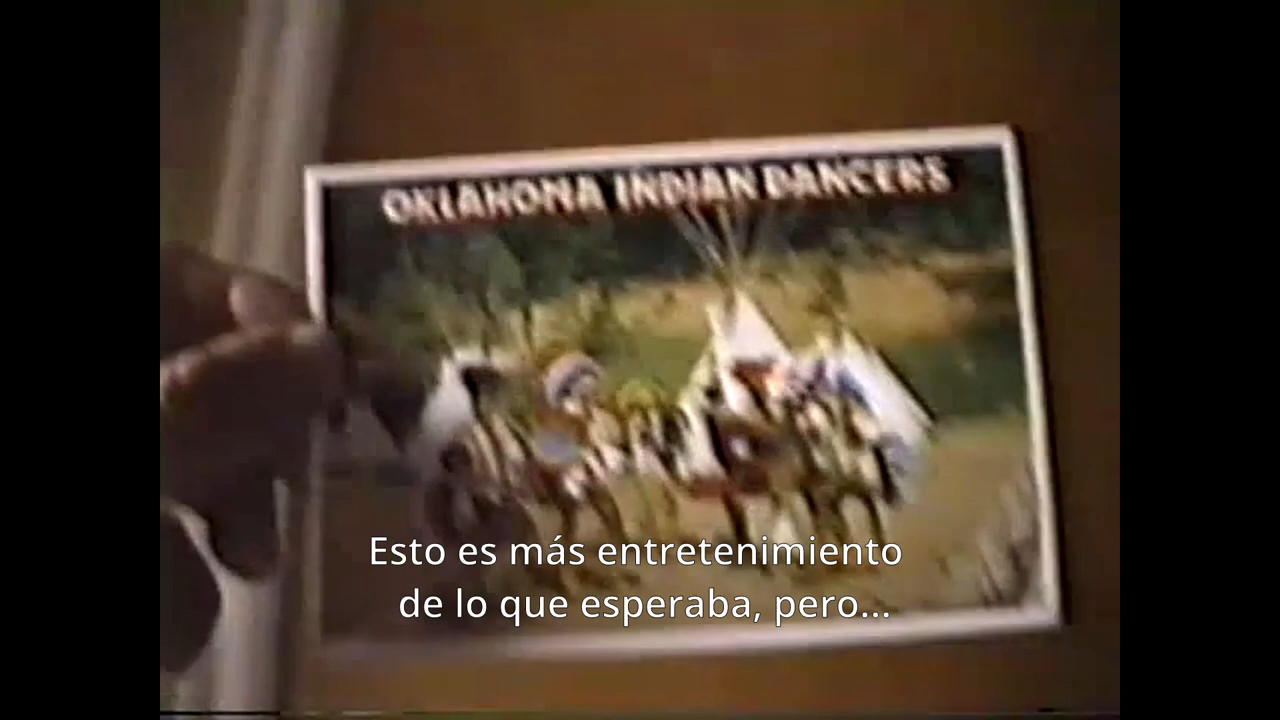 OKLAHOMA INDIAN DANCERS
Esto es más entretenimiento
de lo que esperaba, pero...